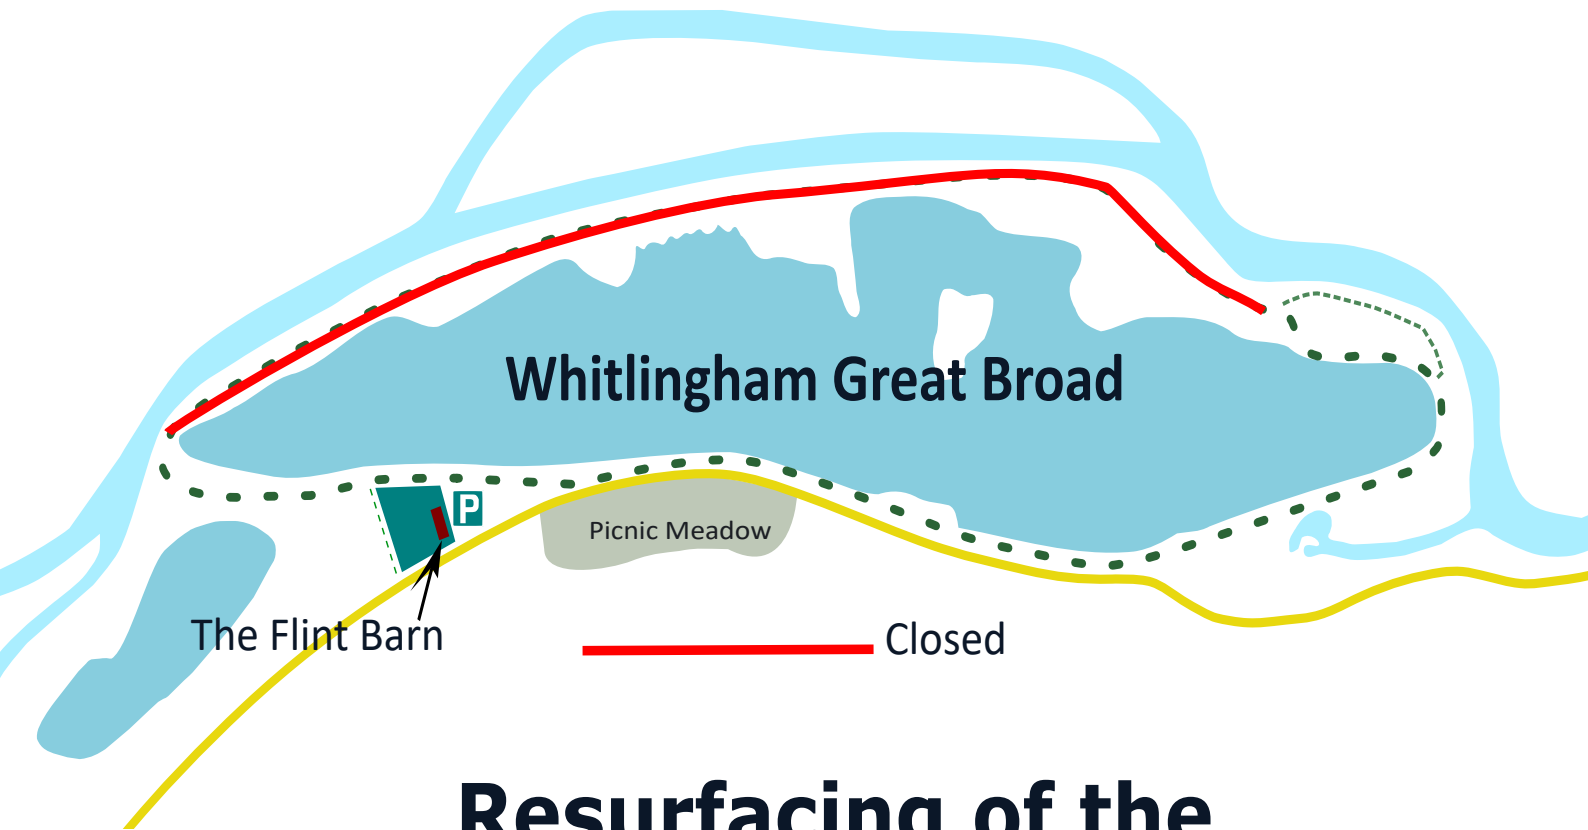 Whitlingham Great Broad
P
Picnic Meadow
The Flint Barn
Closed
Resurfacing of the